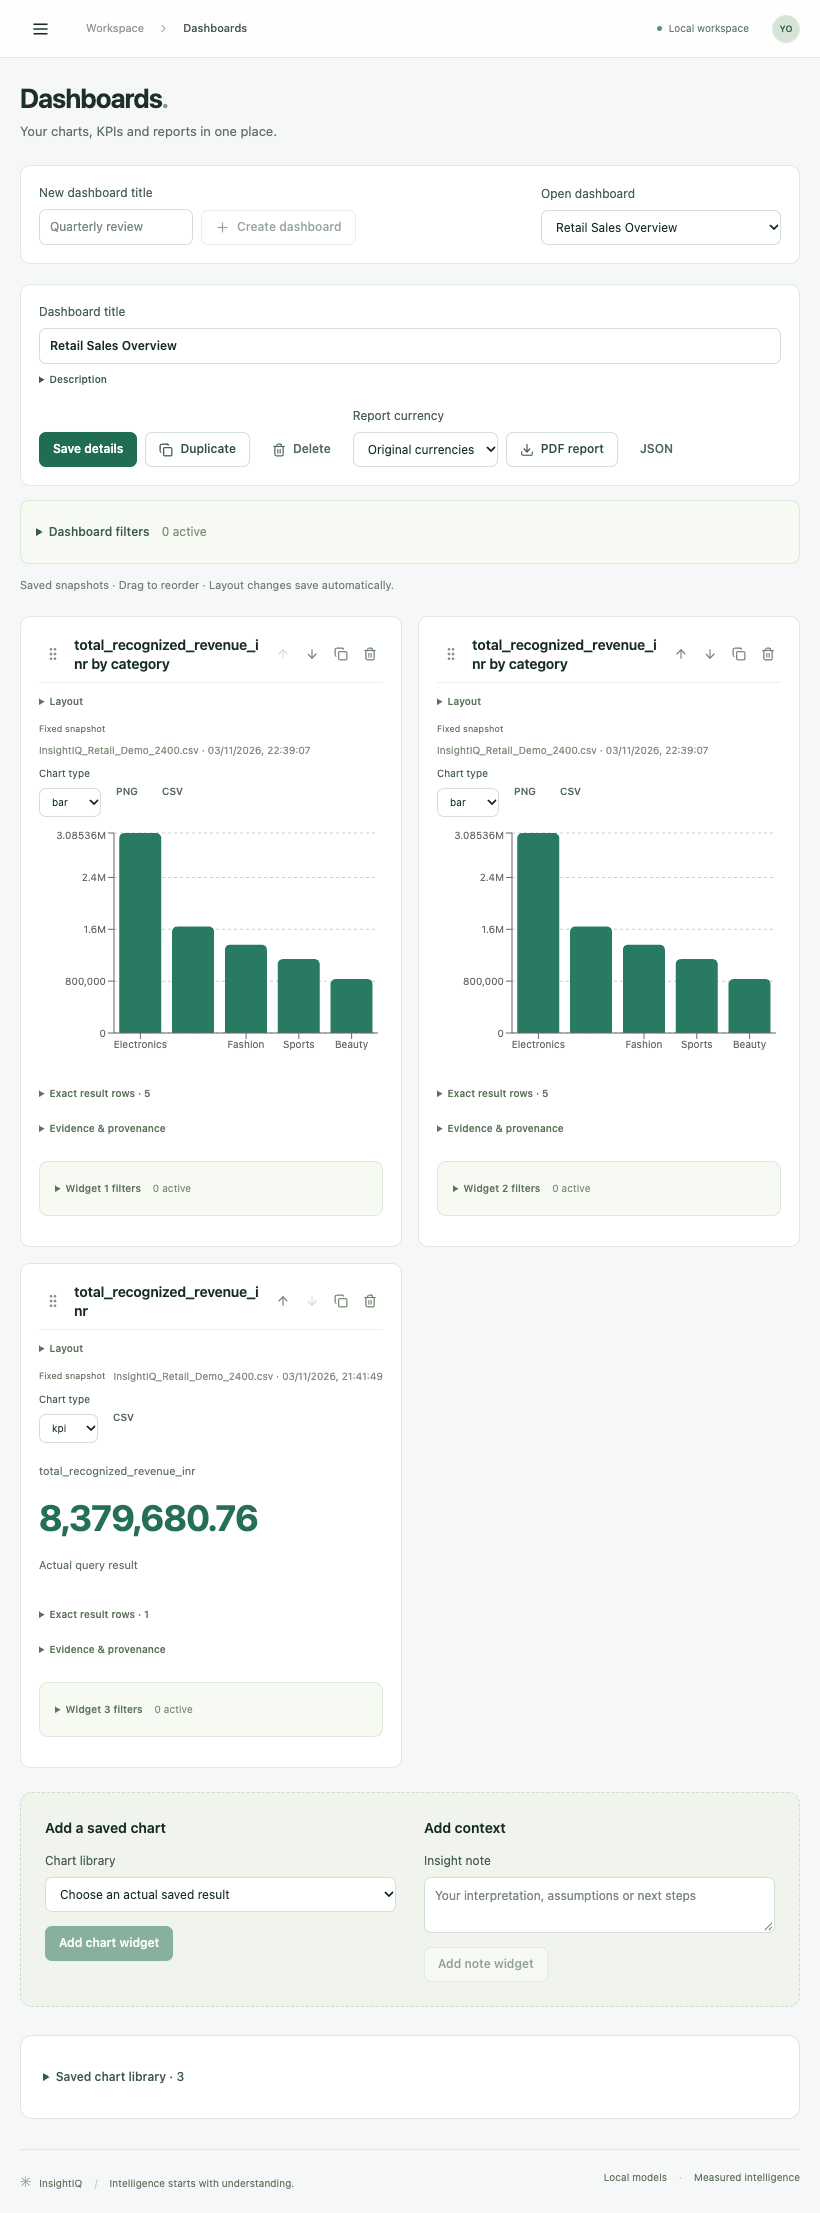 Workspace > Dashboards
Local workspace
YO
Dashboards.
Your charts, KPIs and reports in one place.
New dashboard title
Quarterly review
Create dashboard
Open dashboard
Retail Sales Overview
Dashboard title
Retail Sales Overview
Description
Save details
Duplicate
Delete
Report currency
Original currencies
PDF report
JSON
Dashboard filters 0 active
Saved snapshots · Drag to reorder · Layout changes save automatically.
total_recognized_revenue_i
nr by category
Layout
Fixed snapshot
InsightIQ_Retail_Demo_2400.csv · 03/11/2026, 22:39:07
Chart type
bar
PNG
CSV
3.08536M
2.4M
1.6M
800,000
0
Electronics Fashion Sports Beauty
Exact result rows · 5
Evidence & provenance
Widget 1 filters 0 active
total_recognized_revenue_i
nr by category
Layout
Fixed snapshot
InsightIQ_Retail_Demo_2400.csv · 03/11/2026, 22:39:07
Chart type
bar
PNG
CSV
3.08536M
2.4M
1.6M
800,000
0
Electronics Fashion Sports Beauty
Exact result rows · 5
Evidence & provenance
Widget 2 filters 0 active
total_recognized_revenue_i
nr
Layout
Fixed snapshot InsightIQ_Retail_Demo_2400.csv · 03/11/2026, 21:41:49
Chart type
kpi
CSV
total_recognized_revenue_inr
8,379,680.76
Actual query result
Exact result rows · 1
Evidence & provenance
Widget 3 filters 0 active
Add a saved chart
Chart library
Choose an actual saved result
Add chart widget
Add context
Insight note
Your interpretation, assumptions or next steps
Add note widget
Saved chart library · 3
InsightIQ / Intelligence starts with understanding.
Local models · Measured intelligence